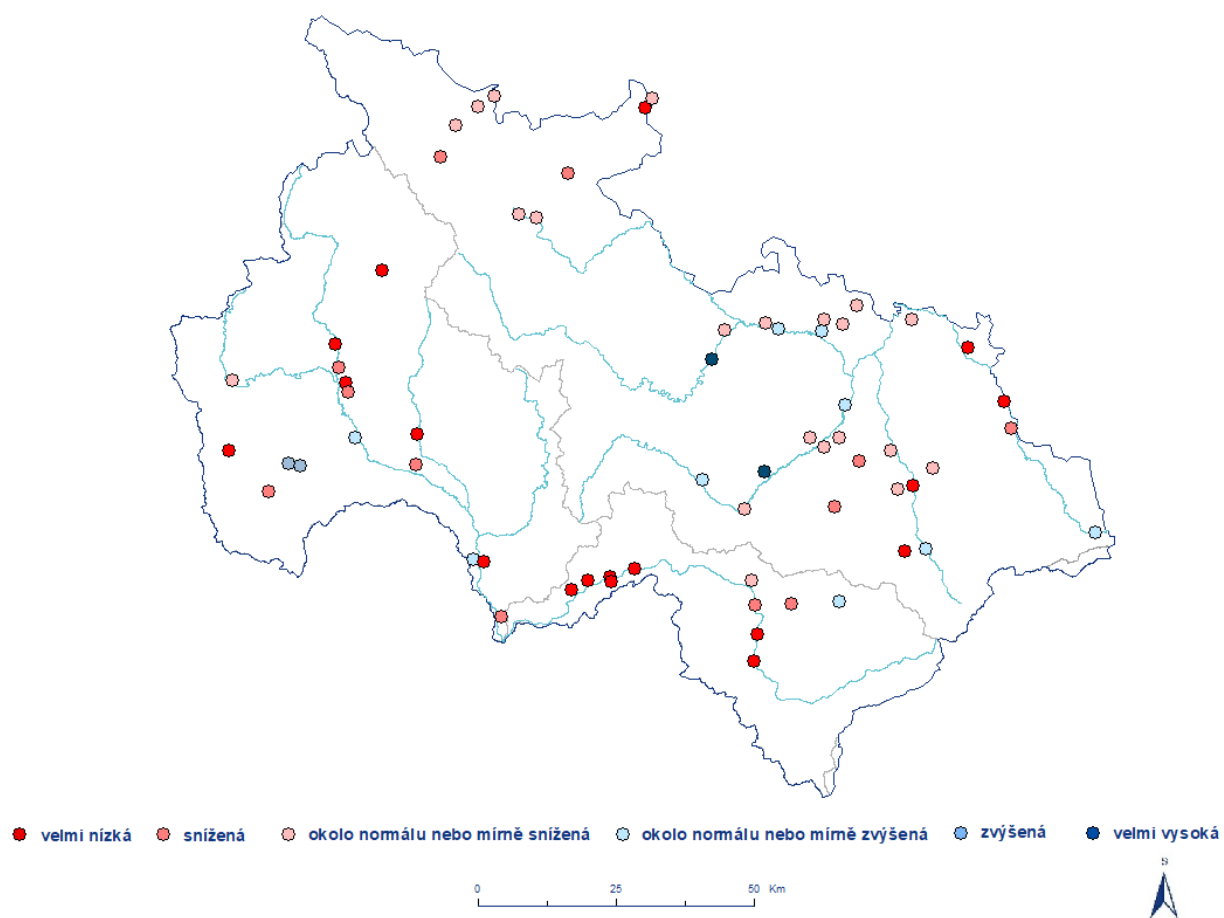 velmi nízká
snížená
okolo normálu nebo mírně snížená
okolo normálu nebo mírně zvýšená
zvýšená
velmi vysoká
0 25 50 Km
S